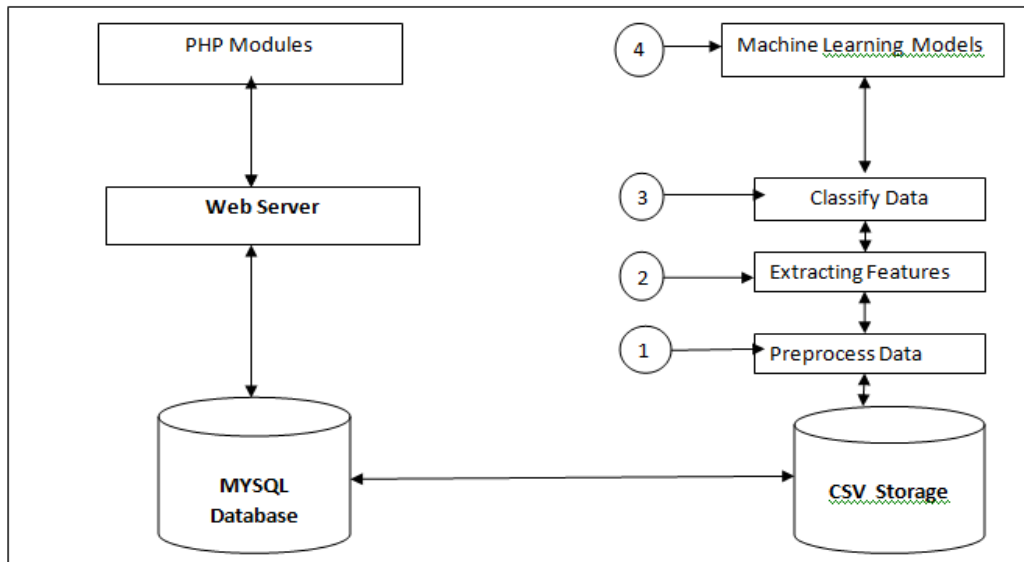 PHP Modules
4
Machine Learning Models
Web Server
3
Classify Data
2
Extracting Features
1
Preprocess Data
MYSQL
Database
CSV Storage